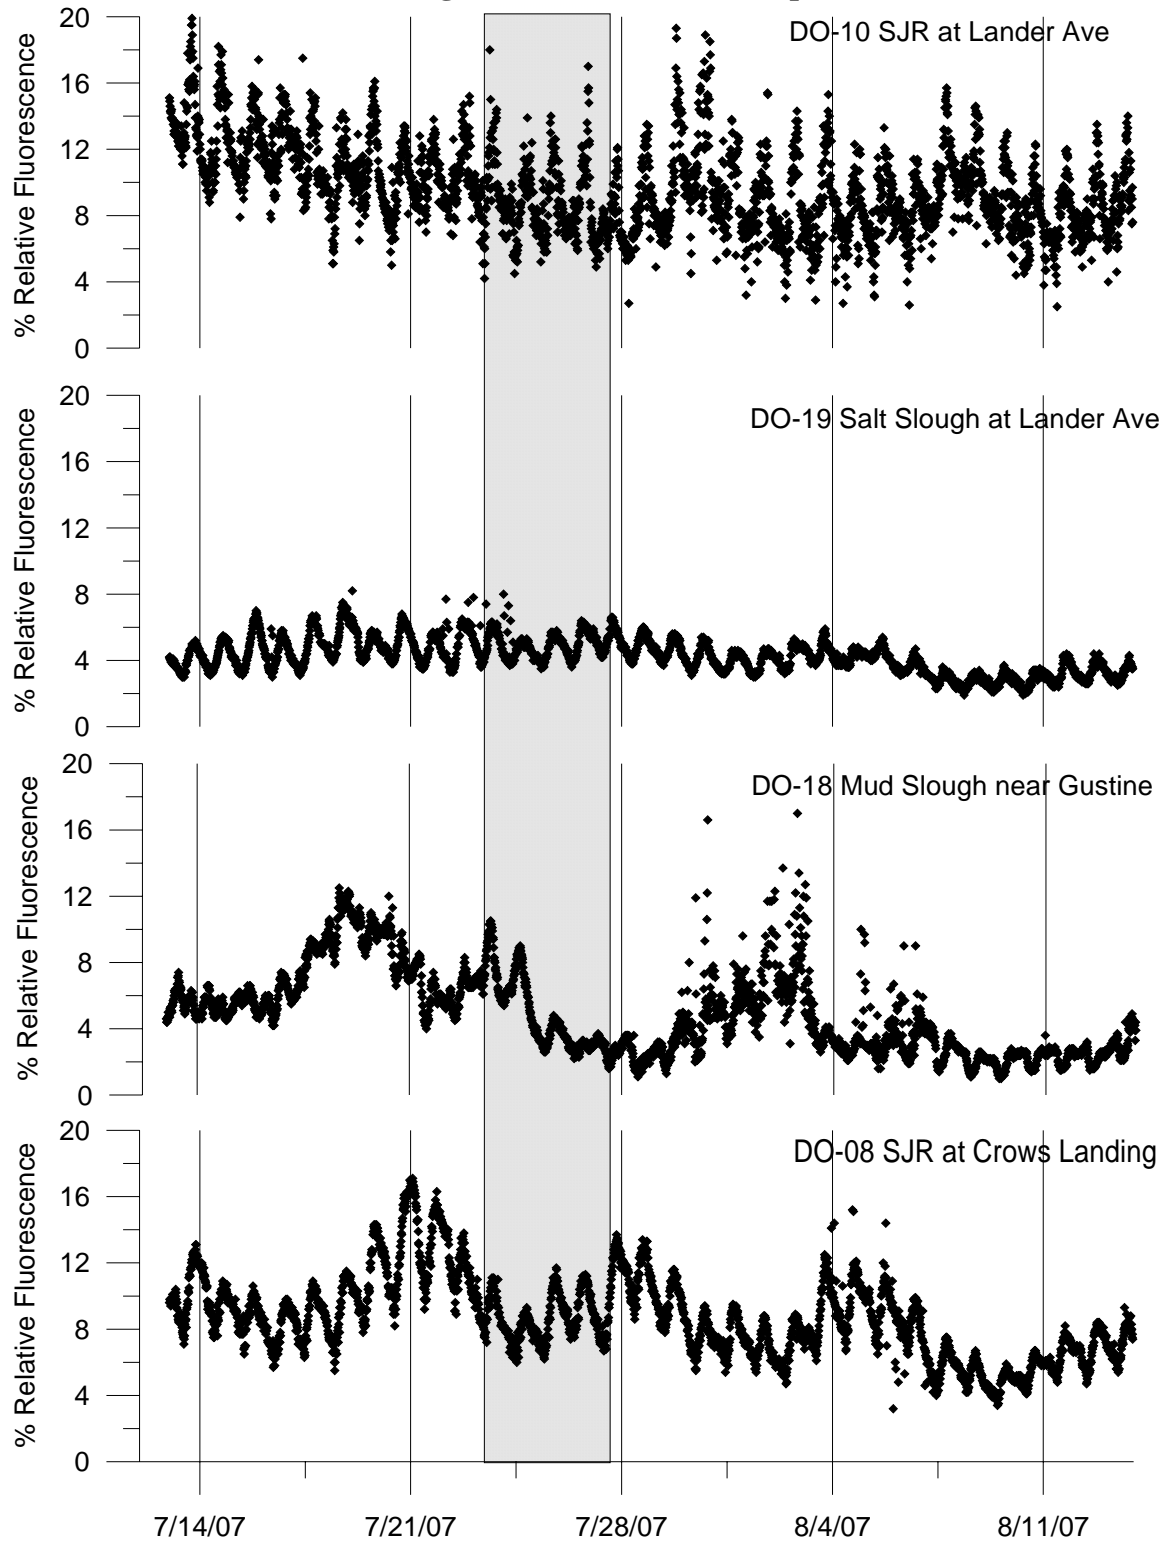 DO-10 SJR at Lander Ave
% Relative Fluorescence
20
16
12
8
4
0
DO-19 Salt Slough at Lander Ave
% Relative Fluorescence
20
16
12
8
4
0
DO-18 Mud Slough near Gustine
% Relative Fluorescence
20
16
12
8
4
0
DO-08 SJR at Crows Landing
% Relative Fluorescence
20
16
12
8
4
0
7/14/07 7/21/07 7/28/07 8/4/07 8/11/07